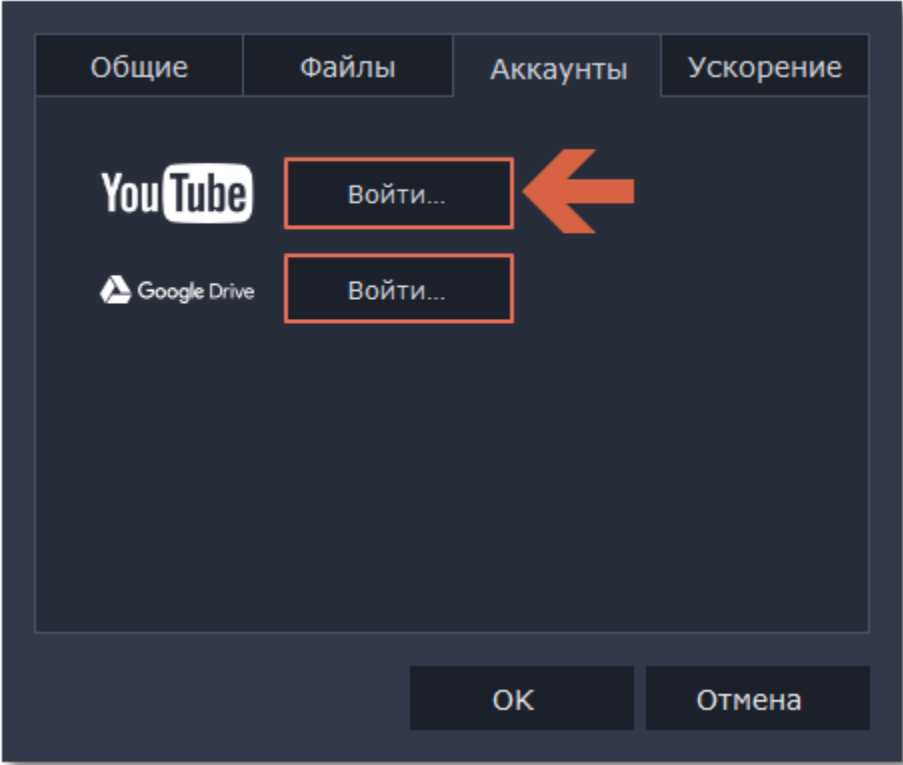 Общие Файлы Аккаунты Ускорение
YouTube Войти...
Google Drive Войти...
OK Отмена